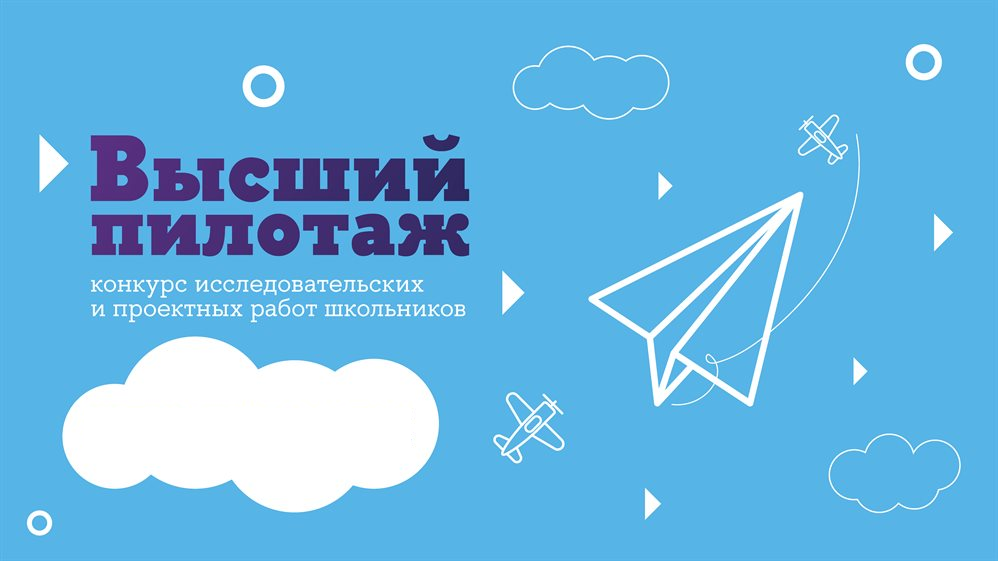 Высший
пилотаж
конкурс исследовательских
и проектных работ школьников